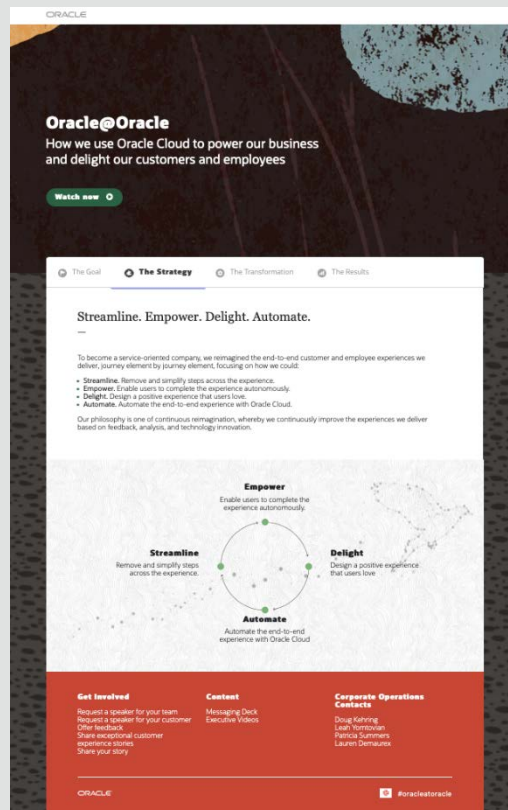 ORACLE
Oracle@Oracle
How we use Oracle Cloud to power our business
and delight our customers and employees
Watch now
The Goal
The Strategy
The Transformation
The Results
Streamline. Empower. Delight. Automate.
To become a service-oriented company, we reimagined the end-to-end customer and employee experiences we
deliver, journey element by journey element, focusing on how we could:
• Streamline. Remove and simplify steps across the experience.
• Empower. Enable users to complete the experience autonomously.
• Delight. Design a positive experience that users love.
• Automate. Automate the end-to-end experience with Oracle Cloud.
Our philosophy is one of continuous reimagination, whereby we continuously improve the experiences we deliver
based on feedback, analysis, and technology innovation.
Empower
Enable users to complete the
experience autonomously.
Streamline
Remove and simplify steps
across the experience.
Delight
Design a positive experience
that users love
Automate
Automate the end-to-end
experience with Oracle Cloud
Get Involved
Request a speaker for your team
Request a speaker for your customer
Offer feedback
Share exceptional customer
experience stories
Share your story
Content
Messaging Deck
Executive Videos
Corporate Operations
Contacts
Doug Kehring
Leah Yomtovian
Patricia Summers
Lauren Demaurex
ORACLE
#oracleatoracle